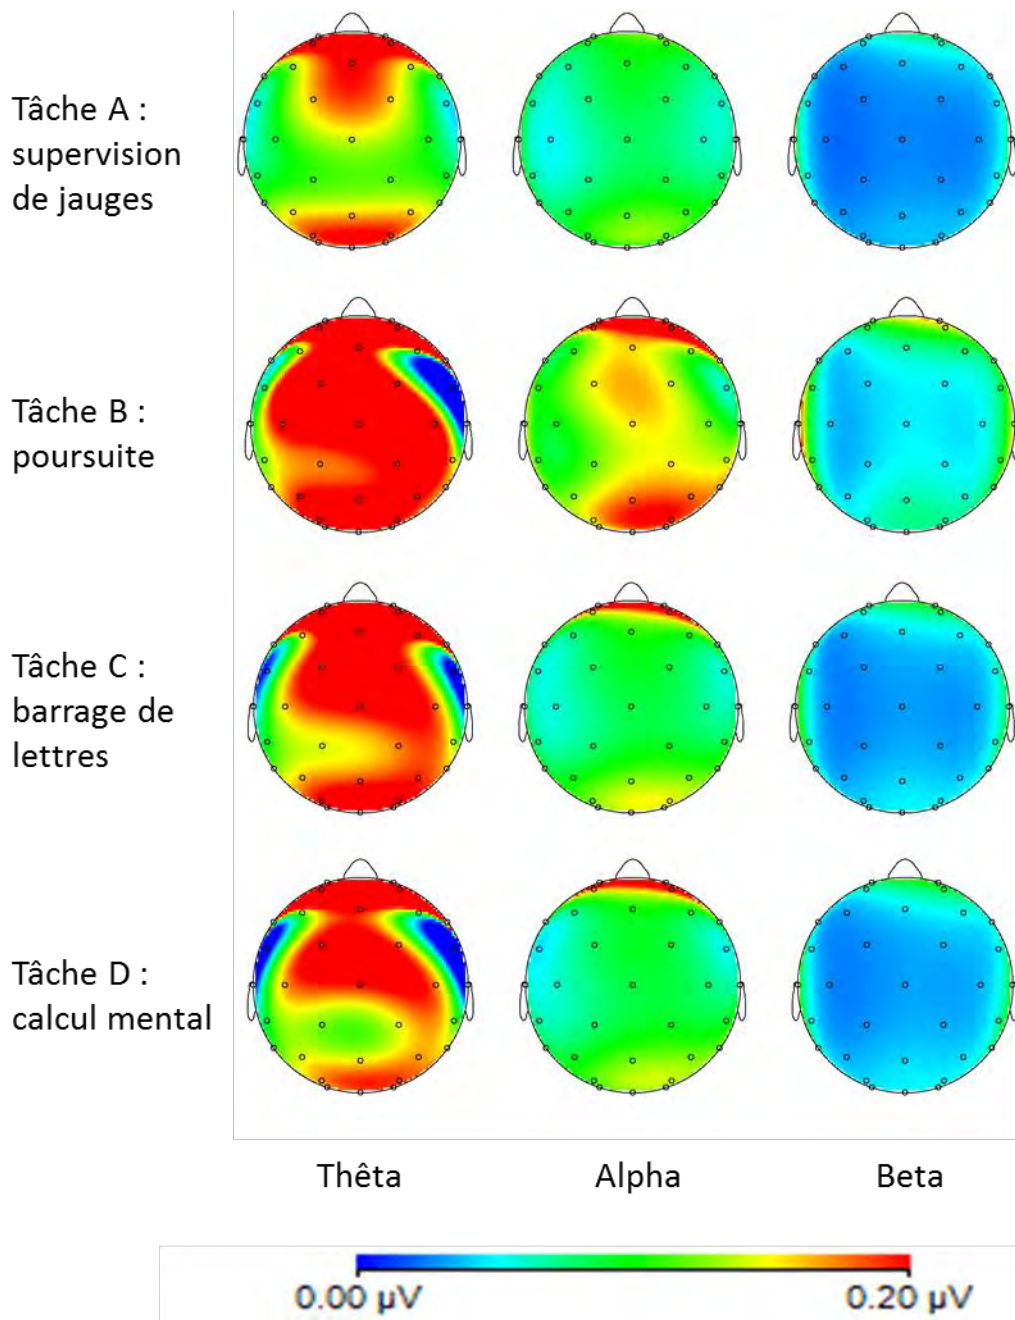 Tâche A :
supervision
de jauges
Tâche B :
poursuite
Tâche C :
barrage de
lettres
Tâche D :
calcul mental
Thêta
Alpha
Beta
0.00 µV
0.20 µV